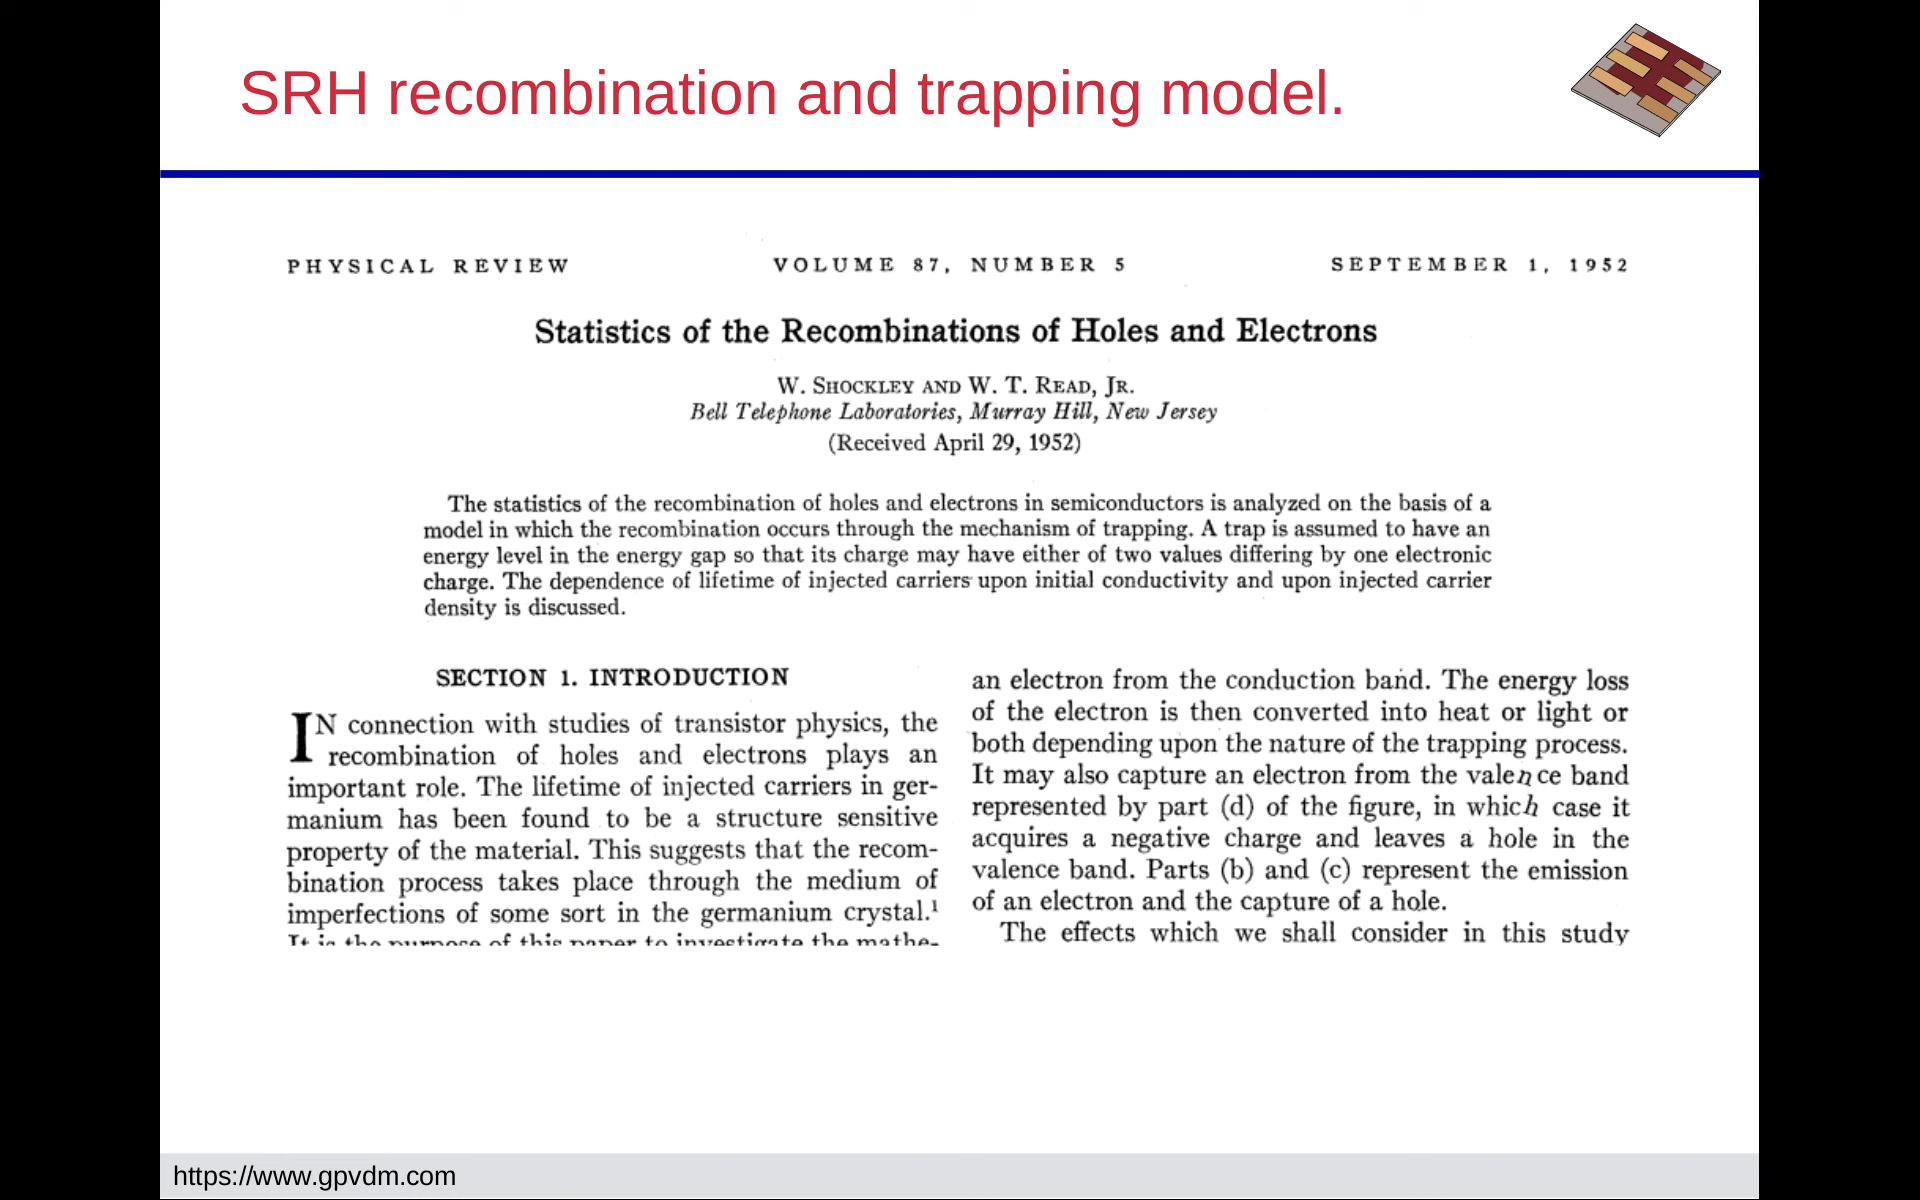 SRH recombination and trapping model.
PHYSICAL REVIEW VOLUME 87, NUMBER 5 SEPTEMBER 1, 1952
Statistics of the Recombinations of Holes and Electrons
W. SHOCKLEY AND W. T. READ, JR.
Bell Telephone Laboratories, Murray Hill, New Jersey
(Received April 29, 1952)
The statistics of the recombination of holes and electrons in semiconductors is analyzed on the basis of a
model in which the recombination occurs through the mechanism of trapping. A trap is assumed to have an
energy level in the energy gap so that its charge may have either of two values differing by one electronic
charge. The dependence of lifetime of injected carriers upon initial conductivity and upon injected carrier
density is discussed.
SECTION 1. INTRODUCTION
IN connection with studies of transistor physics, the
recombination of holes and electrons plays an
important role. The lifetime of injected carriers in ger-
manium has been found to be a structure sensitive
property of the material. This suggests that the recom-
bination process takes place through the medium of
imperfections of some sort in the germanium crystal.¹
It is the purpose of this paper to investigate the mathe-
an electron from the conduction band. The energy loss
of the electron is then converted into heat or light or
both depending upon the nature of the trapping process.
It may also capture an electron from the valence band
represented by part (d) of the figure, in which case it
acquires a negative charge and leaves a hole in the
valence band. Parts (b) and (c) represent the emission
of an electron and the capture of a hole.
The effects which we shall consider in this study
https://www.gpvdm.com